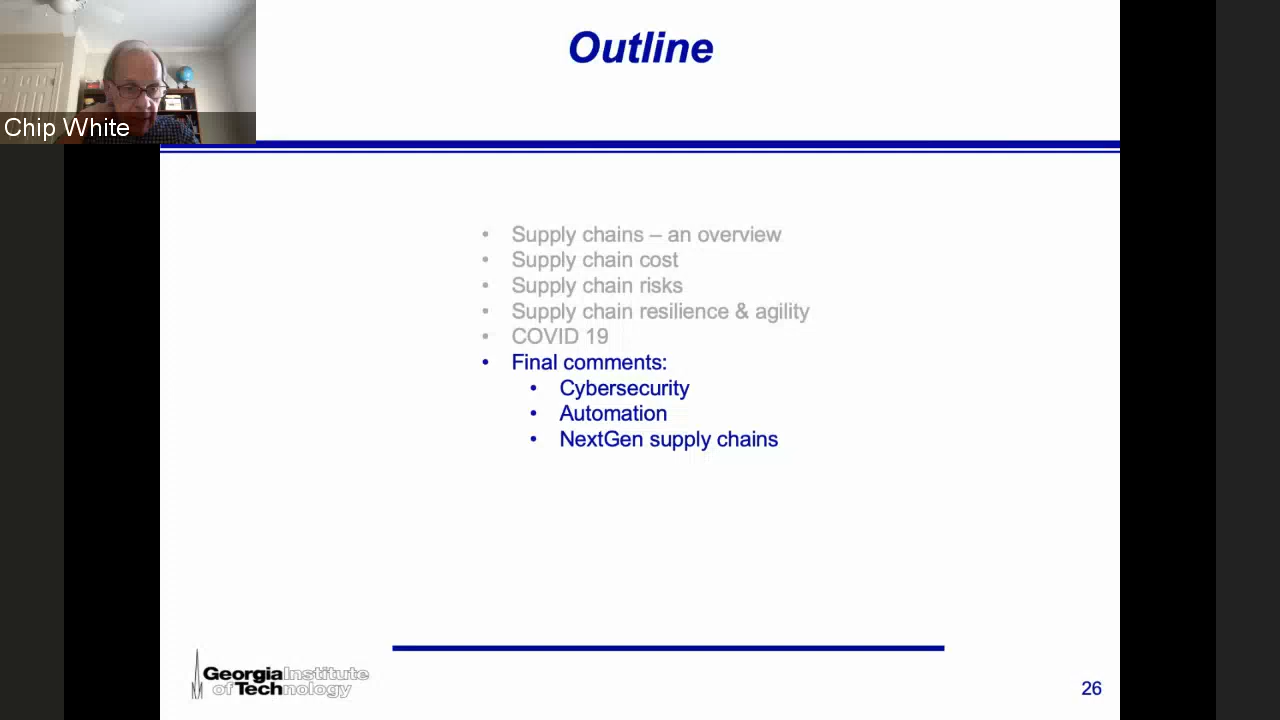 Outline
Chip White
• Supply chains – an overview
• Supply chain cost
• Supply chain risks
• Supply chain resilience & agility
• COVID 19
• Final comments:
• Cybersecurity
• Automation
• NextGen supply chains
Georgia Institute
of Technology
26